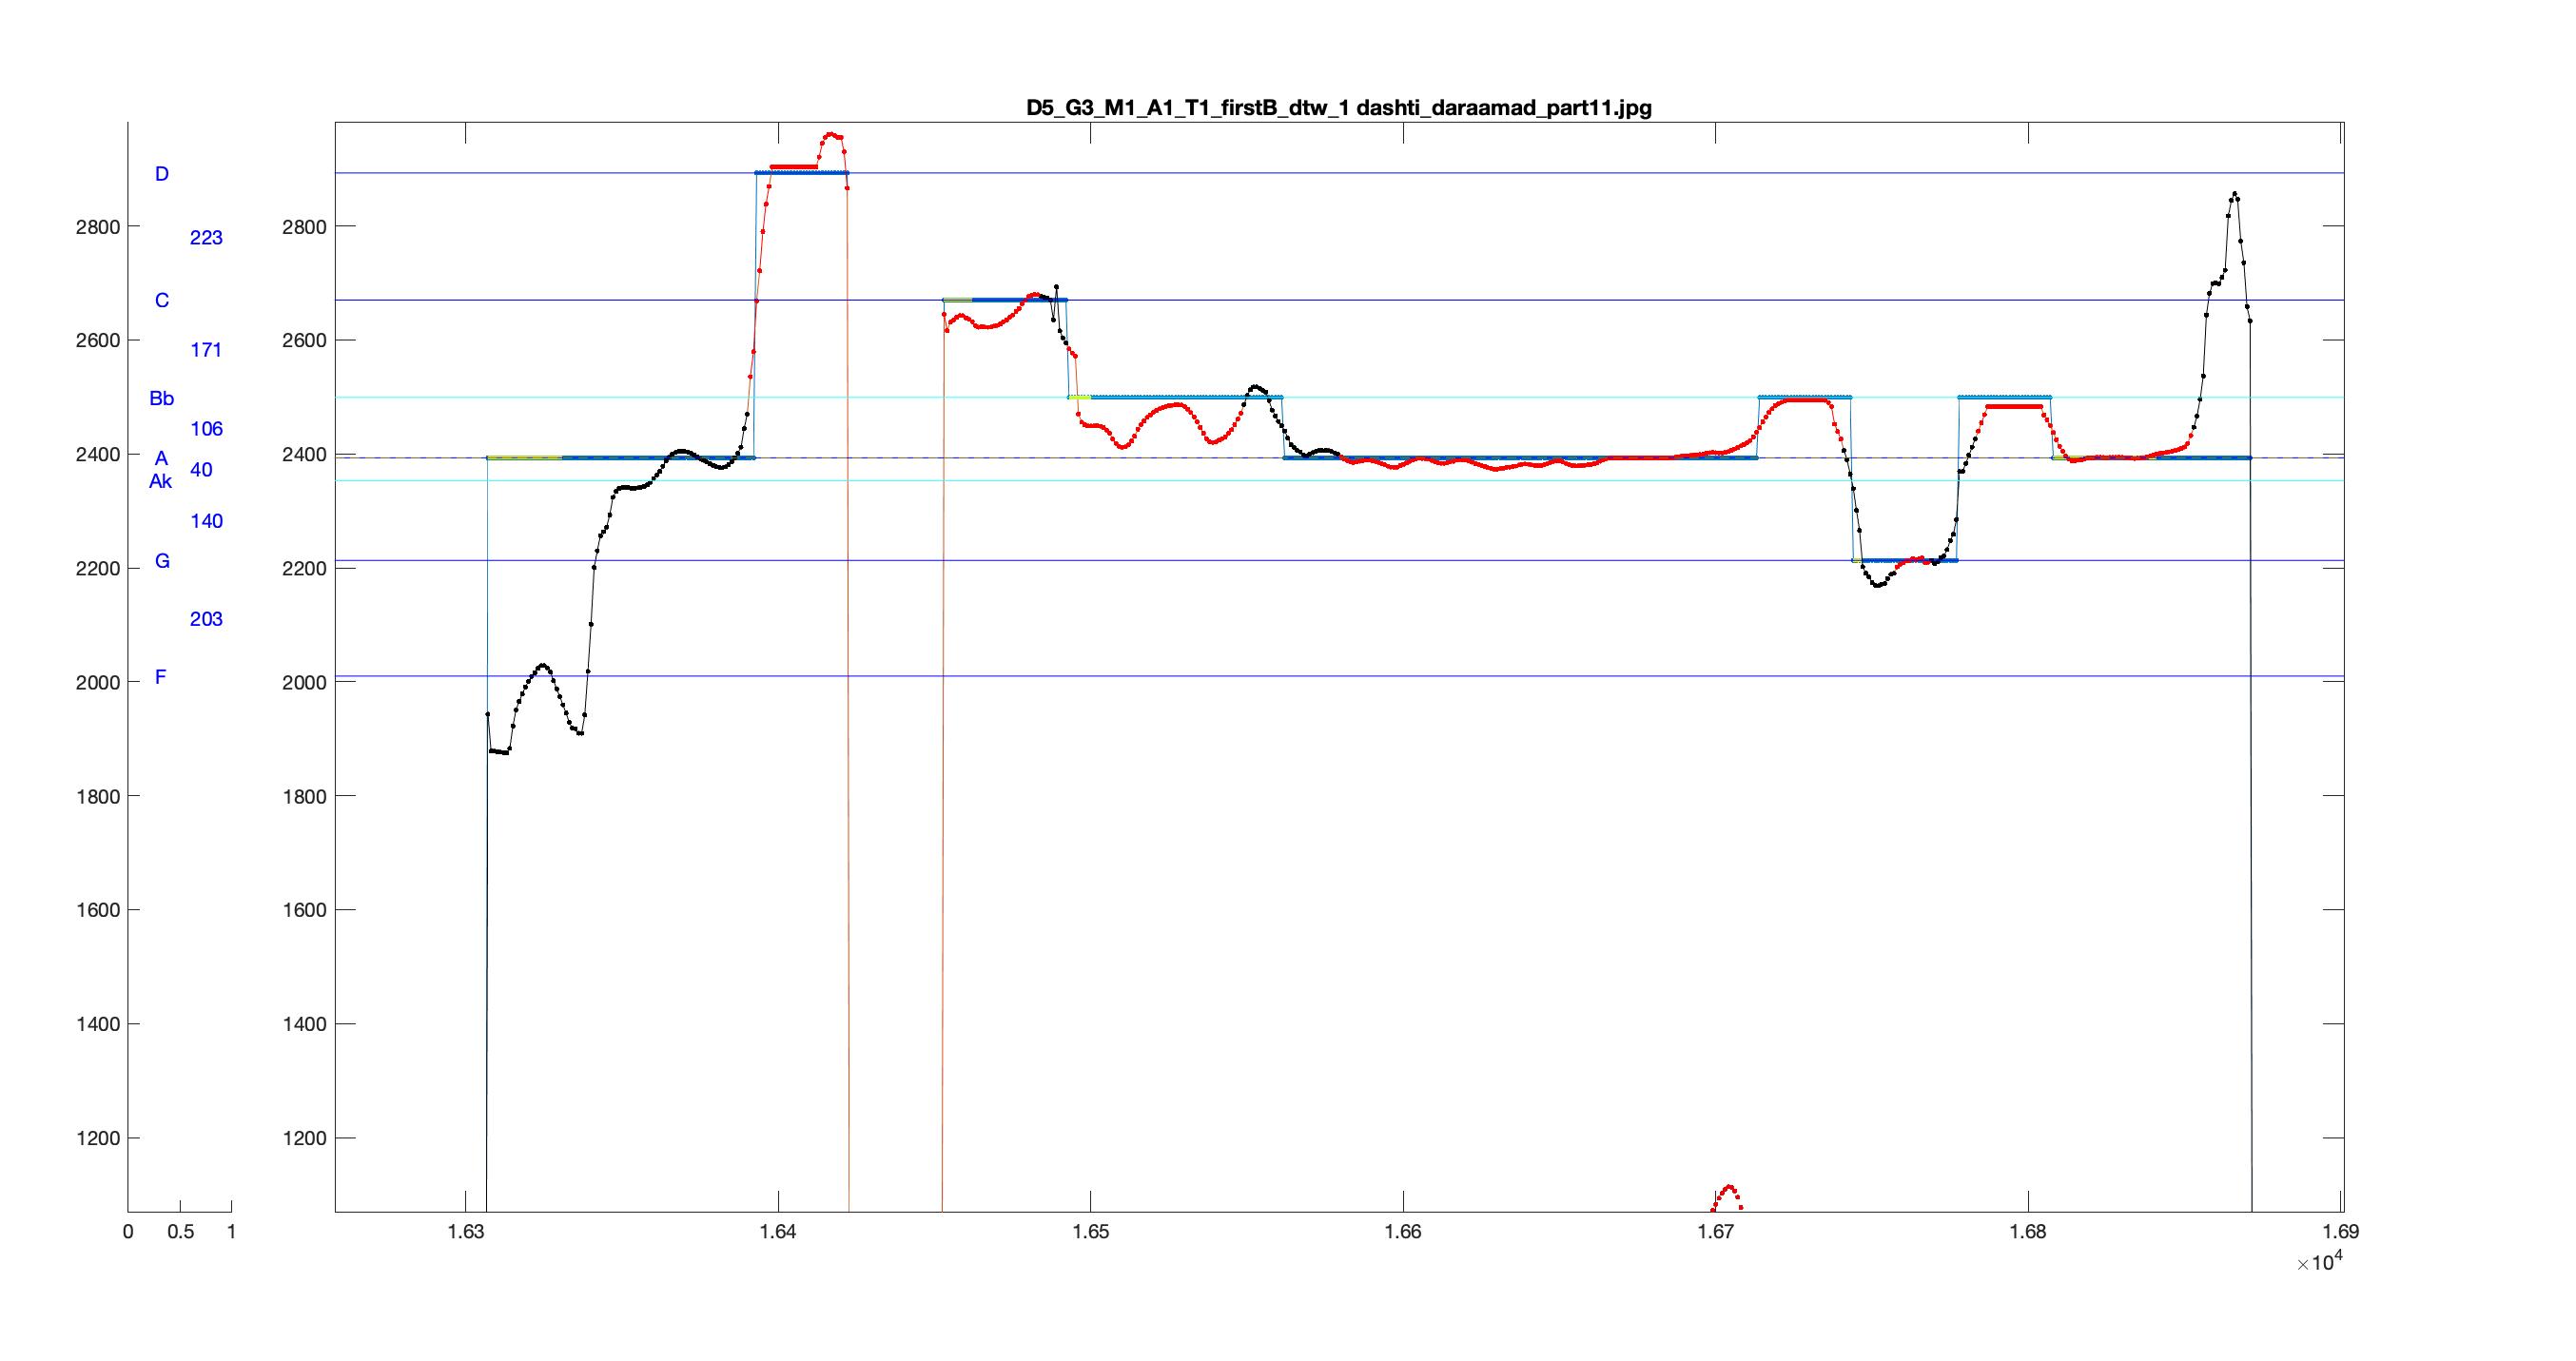 D5_G3_M1_A1_T1_firstB_dtw_1 dashti_daraamad_part11.jpg
D
2800
223
2800
C
2600
171
2600
Bb
106
2400
A
40
2400
Ak
140
G
2200
2200
203
F
2000
2000
1800
1800
1600
1600
1400
1400
1200
1200
0 0.5 1
1.63 1.64 1.65 1.66 1.67 1.68 1.69
×10⁴